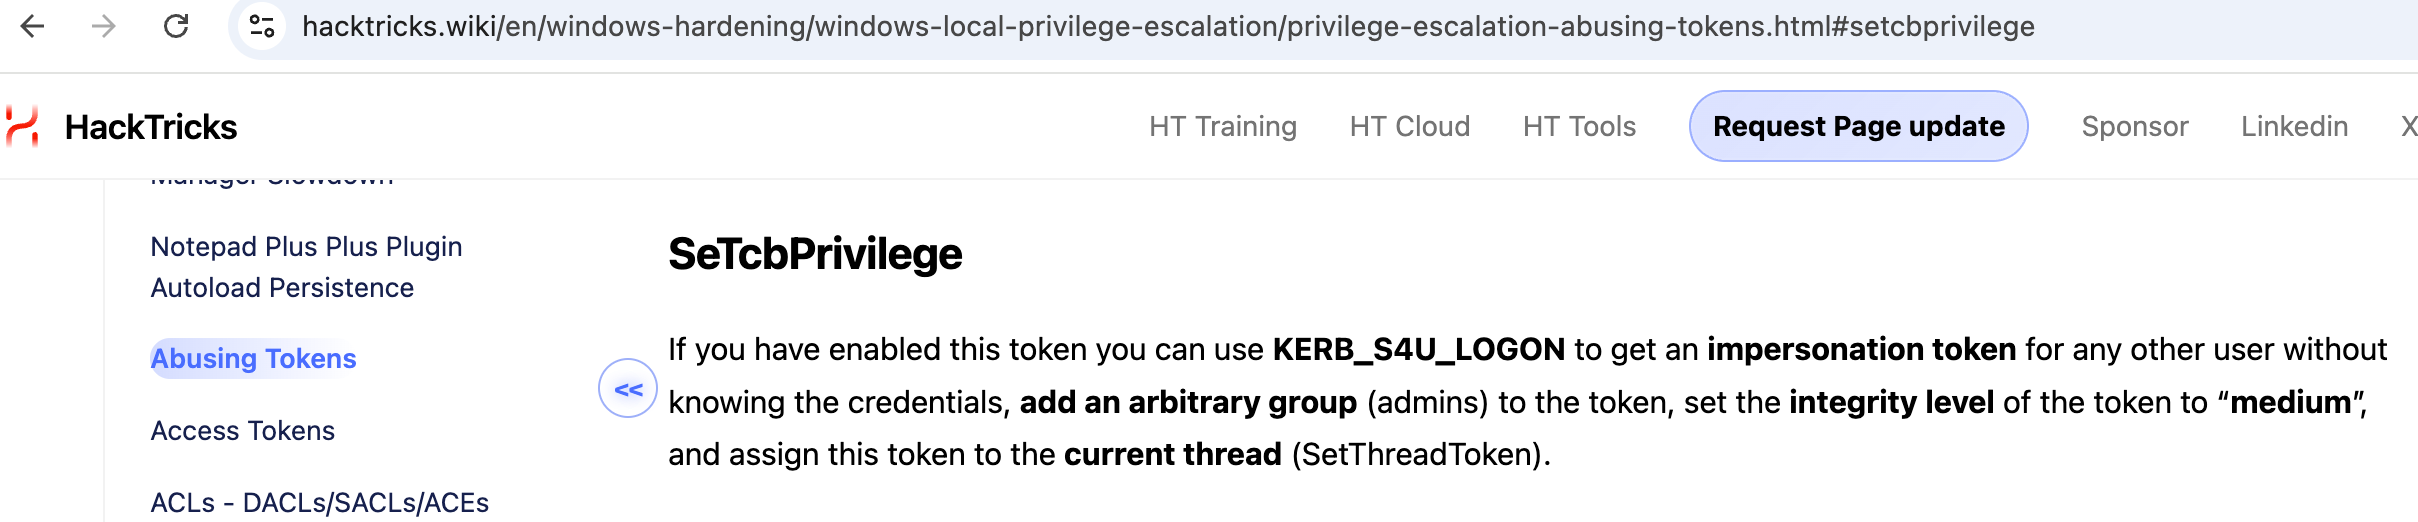 hacktricks.wiki/en/windows-hardening/windows-local-privilege-escalation/privilege-escalation-abusing-tokens.html#setcbprivilege
HackTricks
HT Training
HT Cloud
HT Tools
Request Page update
Sponsor
Linkedin
X
Manager Slowdown
Notepad Plus Plus Plugin
Autoload Persistence
Abusing Tokens
Access Tokens
ACLs - DACLs/SACLs/ACEs
<<
SeTcbPrivilege
If you have enabled this token you can use KERB_S4U_LOGON to get an impersonation token for any other user without
knowing the credentials, add an arbitrary group (admins) to the token, set the integrity level of the token to “medium”,
and assign this token to the current thread (SetThreadToken).